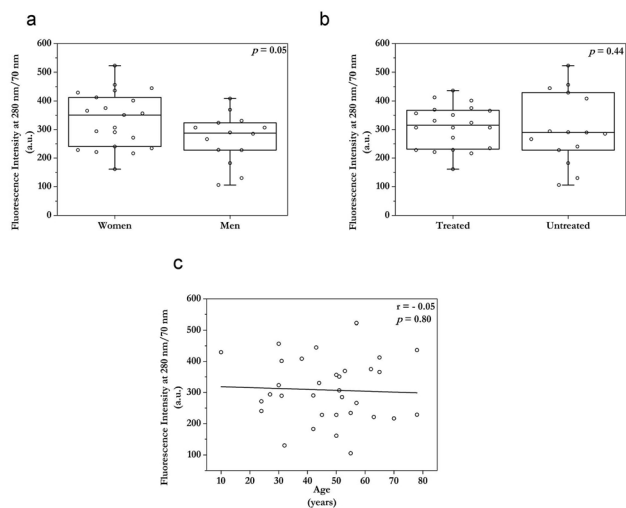 a
p = 0.05
Fluorescence Intensity at 280 nm/70 nm
(a.u.)
600
500
400
300
200
100
0
Women
Men
b
p = 0.44
Fluorescence Intensity at 280 nm/70 nm
(a.u.)
600
500
400
300
200
100
0
Treated
Untreated
c
r = - 0.05
p = 0.80
Fluorescence Intensity at 280 nm/70 nm
(a.u.)
600
500
400
300
200
100
10 20 30 40 50 60 70 80
Age
(years)